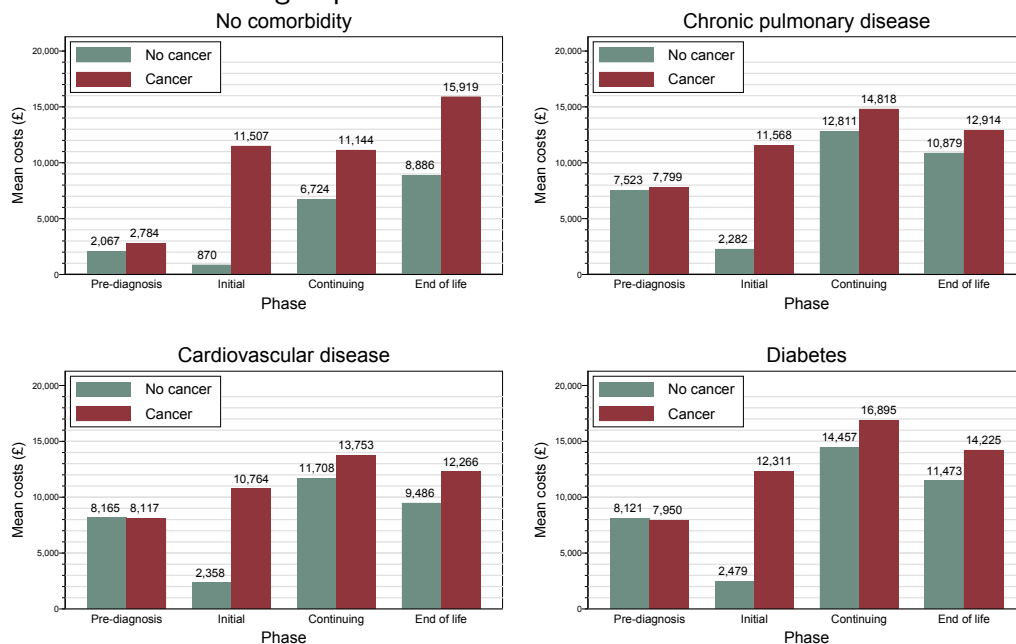 No comorbidity
20,000
15,000
10,000
5,000
0
Mean costs (£)
No cancer
Cancer
2,067
2,784
870
11,507
6,724
11,144
8,886
15,919
Pre-diagnosis
Initial
Continuing
End of life
Phase
Chronic pulmonary disease
20,000
15,000
10,000
5,000
0
Mean costs (£)
No cancer
Cancer
7,523
7,799
2,282
11,568
12,811
14,818
10,879
12,914
Pre-diagnosis
Initial
Continuing
End of life
Phase
Cardiovascular disease
20,000
15,000
10,000
5,000
0
Mean costs (£)
No cancer
Cancer
8,165
8,117
2,358
10,764
11,708
13,753
9,486
12,266
Pre-diagnosis
Initial
Continuing
End of life
Phase
Diabetes
20,000
15,000
10,000
5,000
0
Mean costs (£)
No cancer
Cancer
8,121
7,950
2,479
12,311
14,457
16,895
11,473
14,225
Pre-diagnosis
Initial
Continuing
End of life
Phase